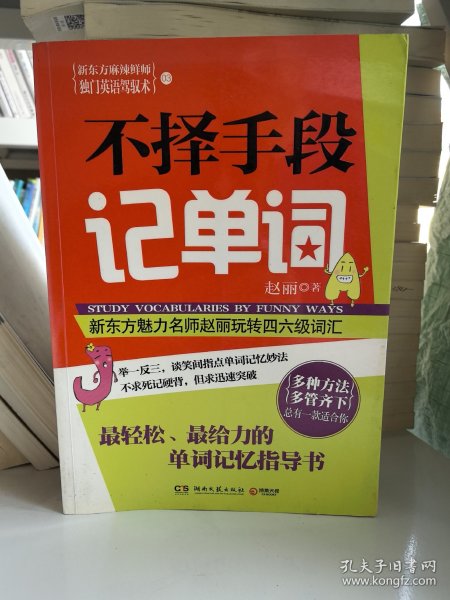 新东方麻辣鲜师
独门英语驾驭术
03
不择手段
记单词
赵丽◎著
STUDY VOCABULARIES BY FUNNY WAYS
新东方魅力名师赵丽玩转四六级词汇
举一反三，谈笑间指点单词记忆妙法
不求死记硬背，但求迅速突破
多种方法
多管齐下
总有一款适合你
最轻松、最给力的
单词记忆指导书
CS 湖南文艺出版社
博集天卷
孔夫子旧书网
www.kongfz.com